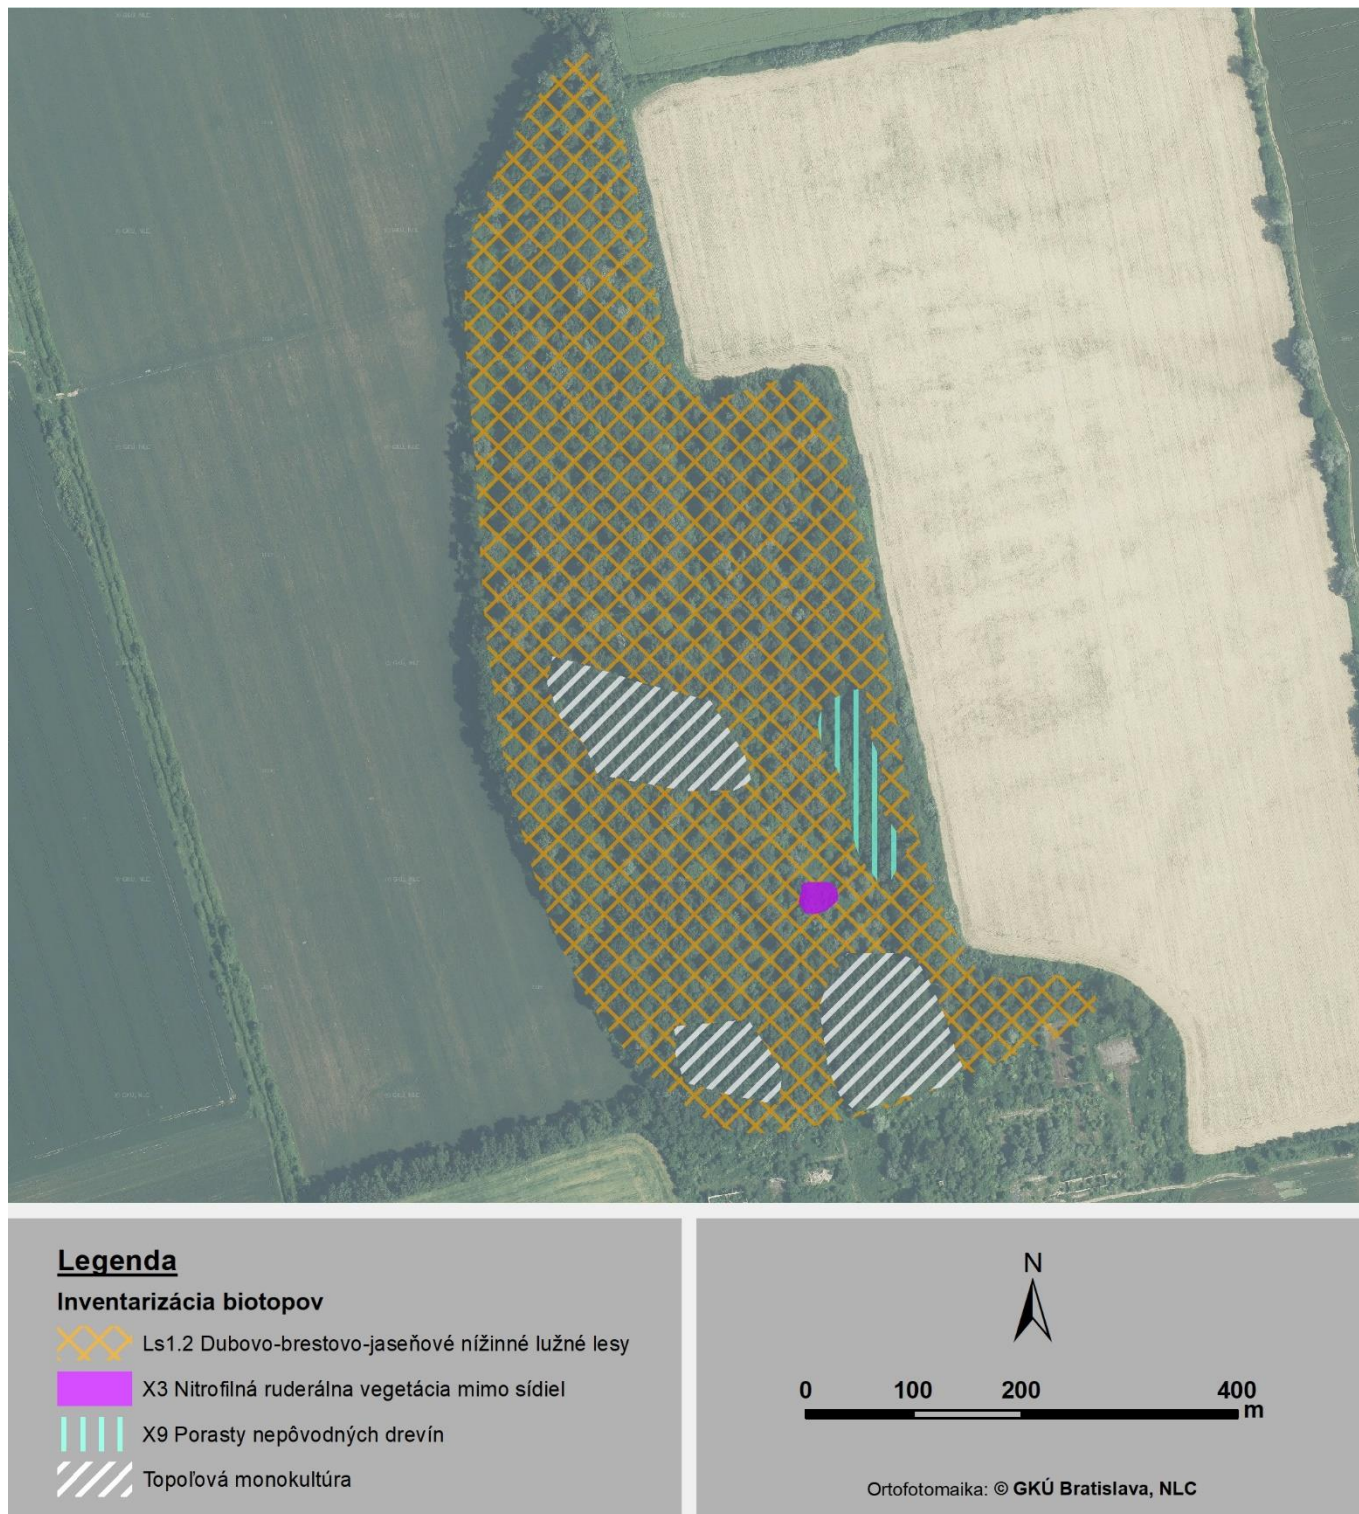 Legenda
Inventarizácia biotopov
Ls1.2 Dubovo-brestovo-jaseňové nížinné lužné lesy
X3 Nitrofilná ruderálna vegetácia mimo sídiel
X9 Porasty nepôvodných drevín
Topoľová monokultúra
N
0 100 200 400
m
Ortofotomaika: © GKÚ Bratislava, NLC